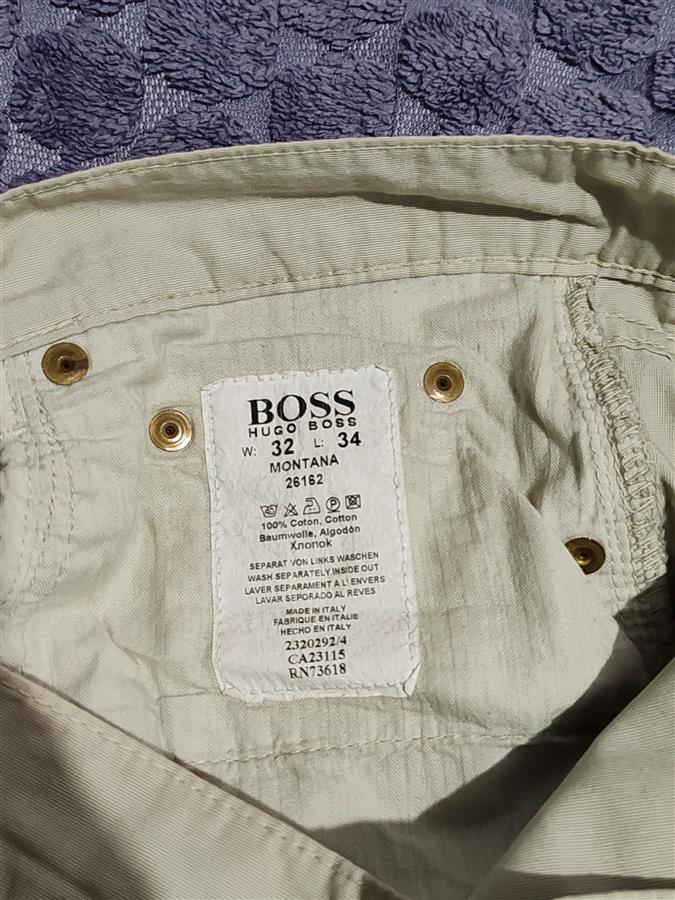 BOSS
HUGO BOSS
W: 32 L: 34
MONTANA
26162
40 P
100% Coton, Cotton
Baumwolle, Algodón
Хлопок
SEPARAT VON LINKS WASCHEN
WASH SEPARATELY INSIDE OUT
LAVER SEPARAMENT A L' ENVERS
LAVAR SEPORADO AL REVES
MADE IN ITALY
FABRIQUE EN ITALIE
HECHO EN ITALY
2320292/4
CA23115
RN73618